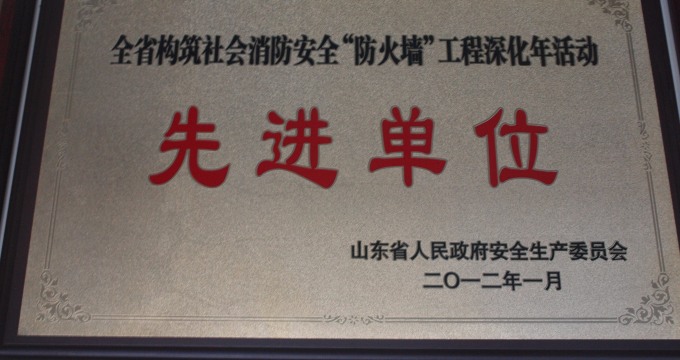 全省构筑社会消防安全“防火墙”工程深化年活动
先进单位
山东省人民政府安全生产委员会
二〇一二年一月